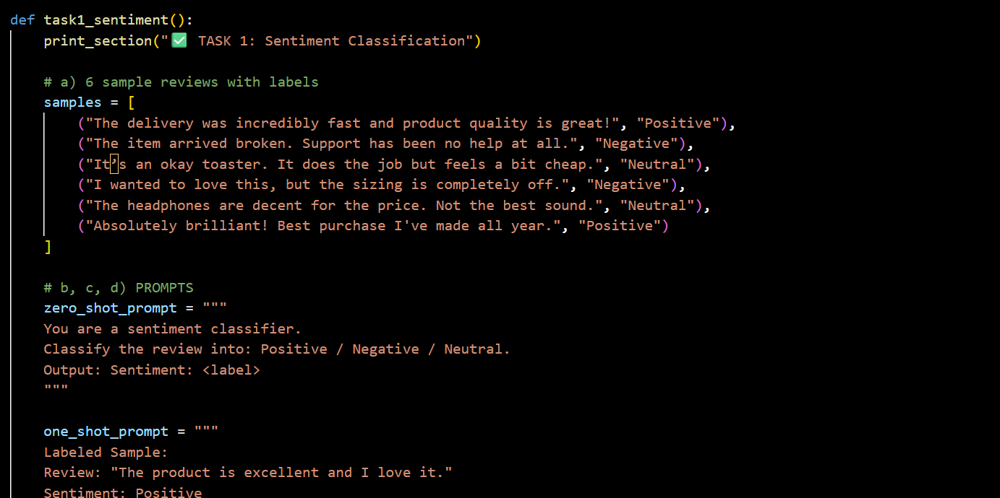 def task1_sentiment():
    print_section("✅ TASK 1: Sentiment Classification")
    # a) 6 sample reviews with labels
    samples = [
        ("The delivery was incredibly fast and product quality is great!", "Positive"),
        ("The item arrived broken. Support has been no help at all.", "Negative"),
        ("It’s an okay toaster. It does the job but feels a bit cheap.", "Neutral"),
        ("I wanted to love this, but the sizing is completely off.", "Negative"),
        ("The headphones are decent for the price. Not the best sound.", "Neutral"),
        ("Absolutely brilliant! Best purchase I've made all year.", "Positive")
    ]
    # b, c, d) PROMPTS
    zero_shot_prompt = """
    You are a sentiment classifier.
    Classify the review into: Positive / Negative / Neutral.
    Output: Sentiment: <label>
    """
    one_shot_prompt = """
    Labeled Sample:
    Review: "The product is excellent and I love it."
    Sentiment: Positive